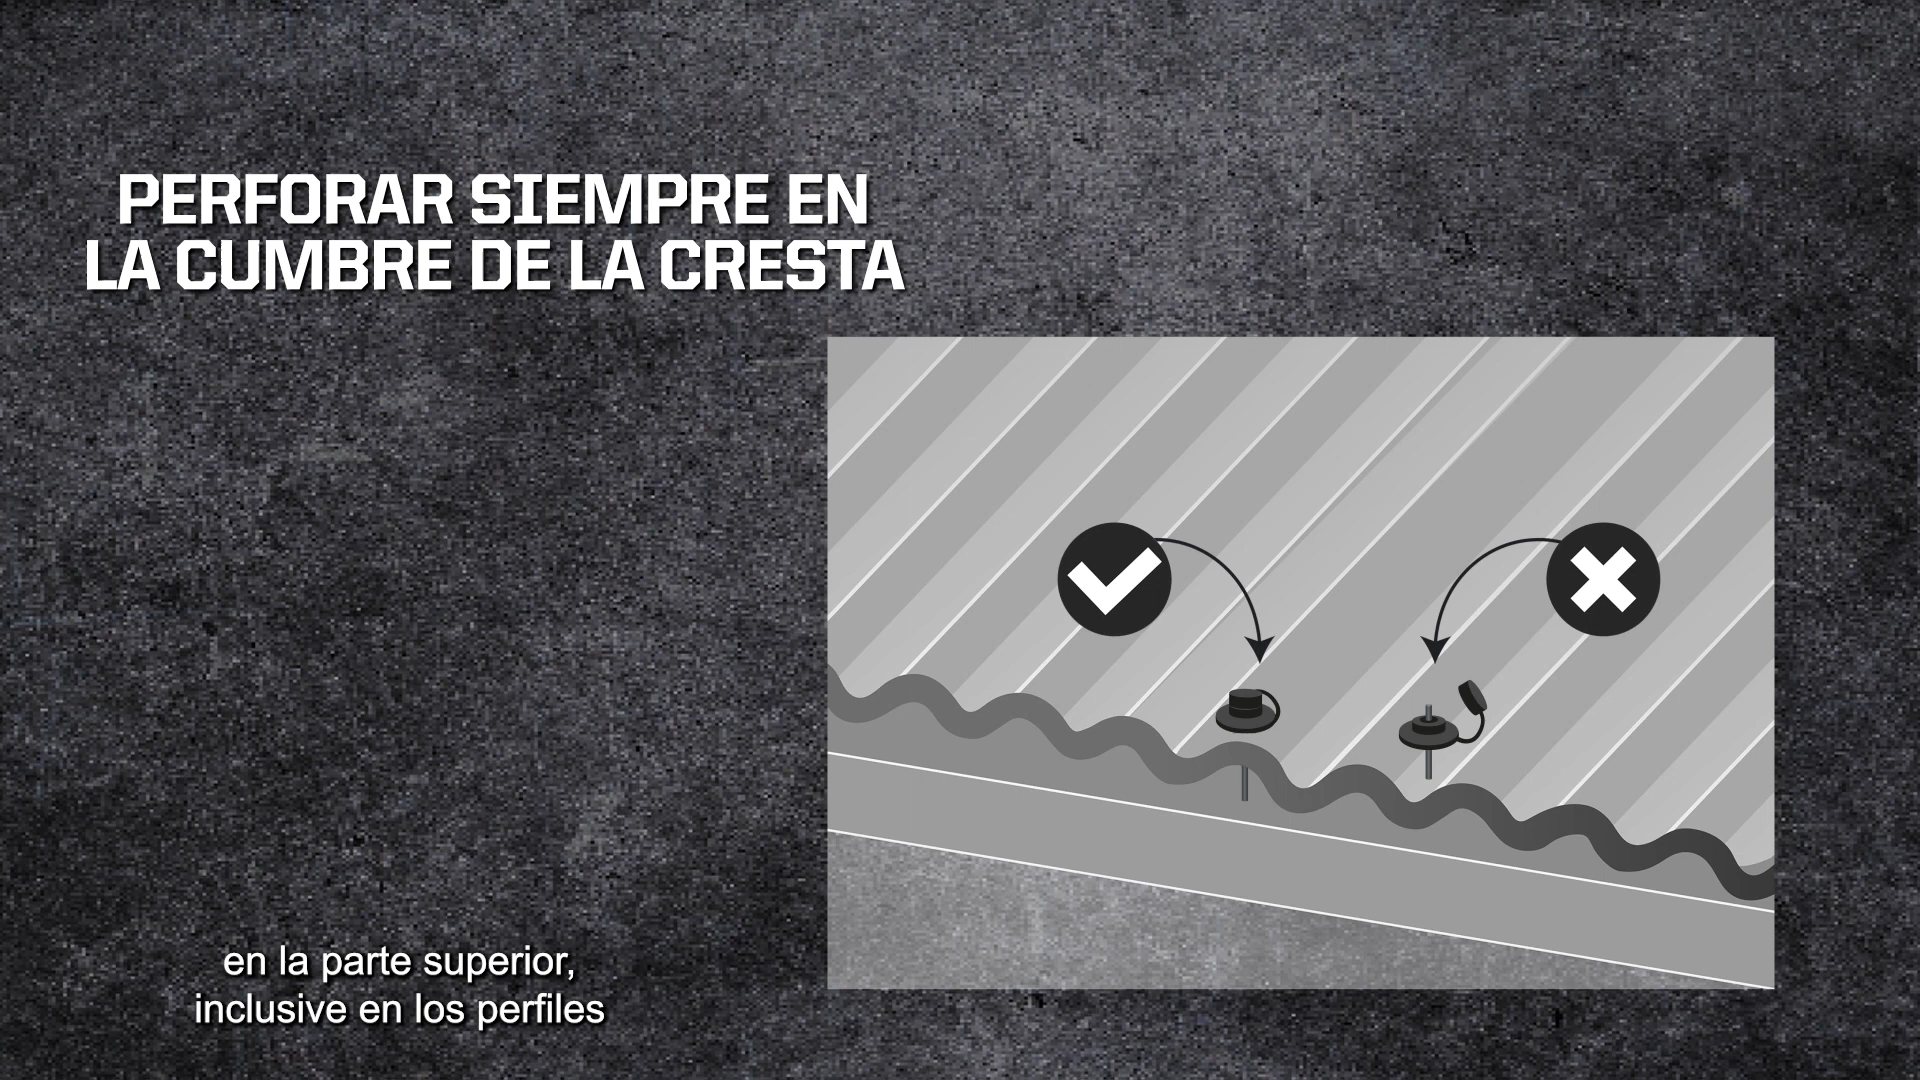 PERFORAR SIEMPRE EN
LA CUMBRE DE LA CRESTA
en la parte superior,
inclusive en los perfiles